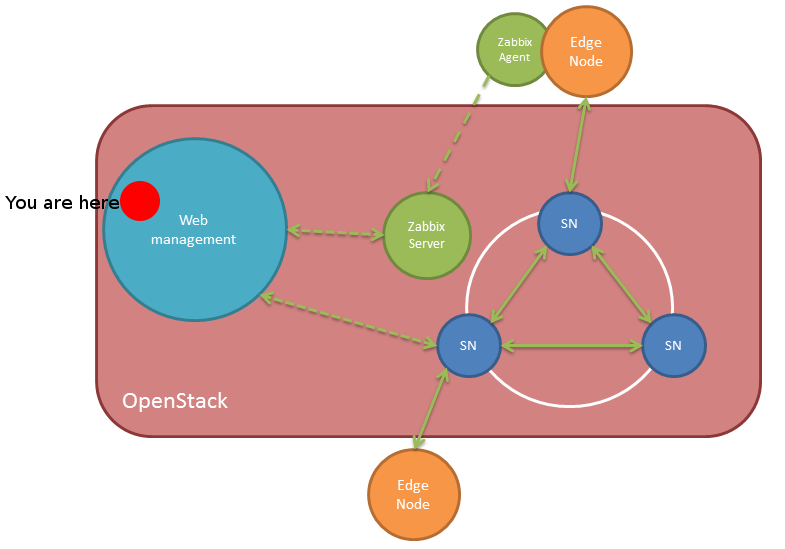 Zabbix
Agent
Edge
Node
You are here
Web
management
Zabbix
Server
SN
SN
SN
OpenStack
Edge
Node